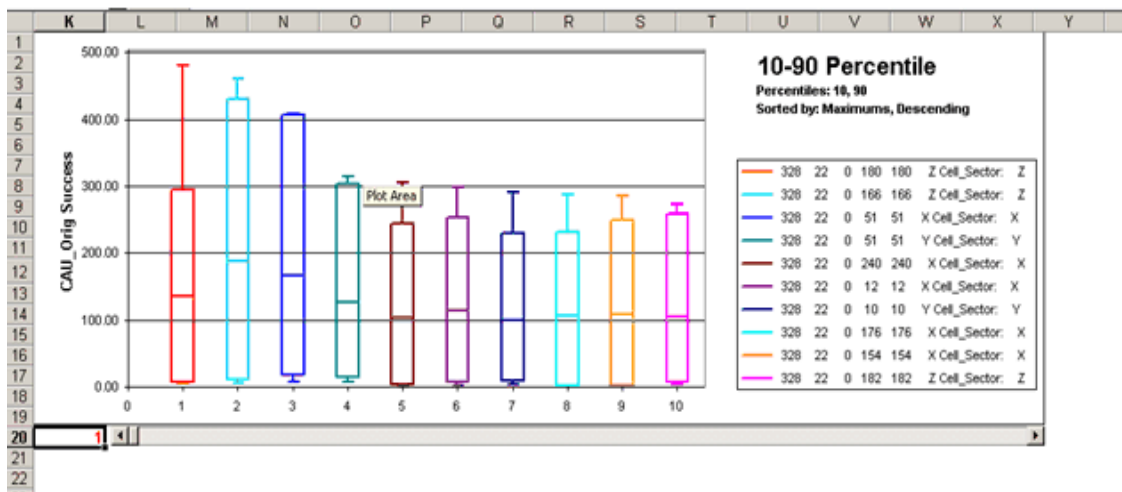 K L M N O P Q R S T U V W X Y
1
2
3
4
5
6
7
8
9
10
11
12
13
14
15
16
17
18
19
20
21
22
500.00
400.00
300.00
200.00
100.00
0.00
CAU_Orig Success
Plot Area
0 1 2 3 4 5 6 7 8 9 10
10-90 Percentile
Percentiles: 10, 90
Sorted by: Maximums, Descending
328 22 0 180 180 Z Cell_Sector: Z
328 22 0 166 166 Z Cell_Sector: Z
328 22 0 51 51 X Cell_Sector: X
328 22 0 51 51 Y Cell_Sector: Y
328 22 0 240 240 X Cell_Sector: X
328 22 0 12 12 X Cell_Sector: X
328 22 0 10 10 Y Cell_Sector: Y
328 22 0 176 176 X Cell_Sector: X
328 22 0 154 154 X Cell_Sector: X
328 22 0 182 182 Z Cell_Sector: Z
1